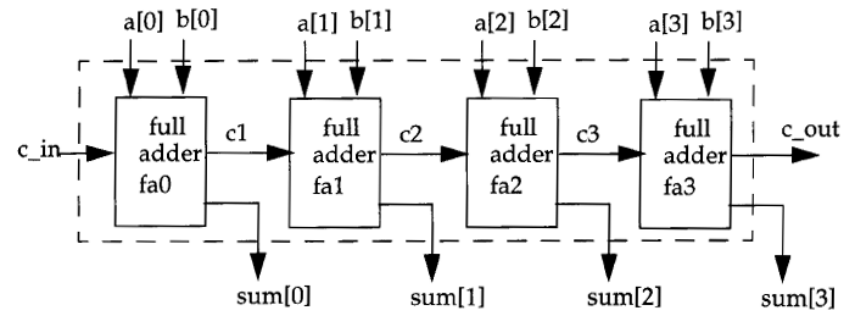 a[0] b[0] a[1] b[1] a[2] b[2] a[3] b[3]
c_in full adder fa0 c1 full adder fa1 c2 full adder fa2 c3 full adder fa3 c_out
sum[0] sum[1] sum[2] sum[3]